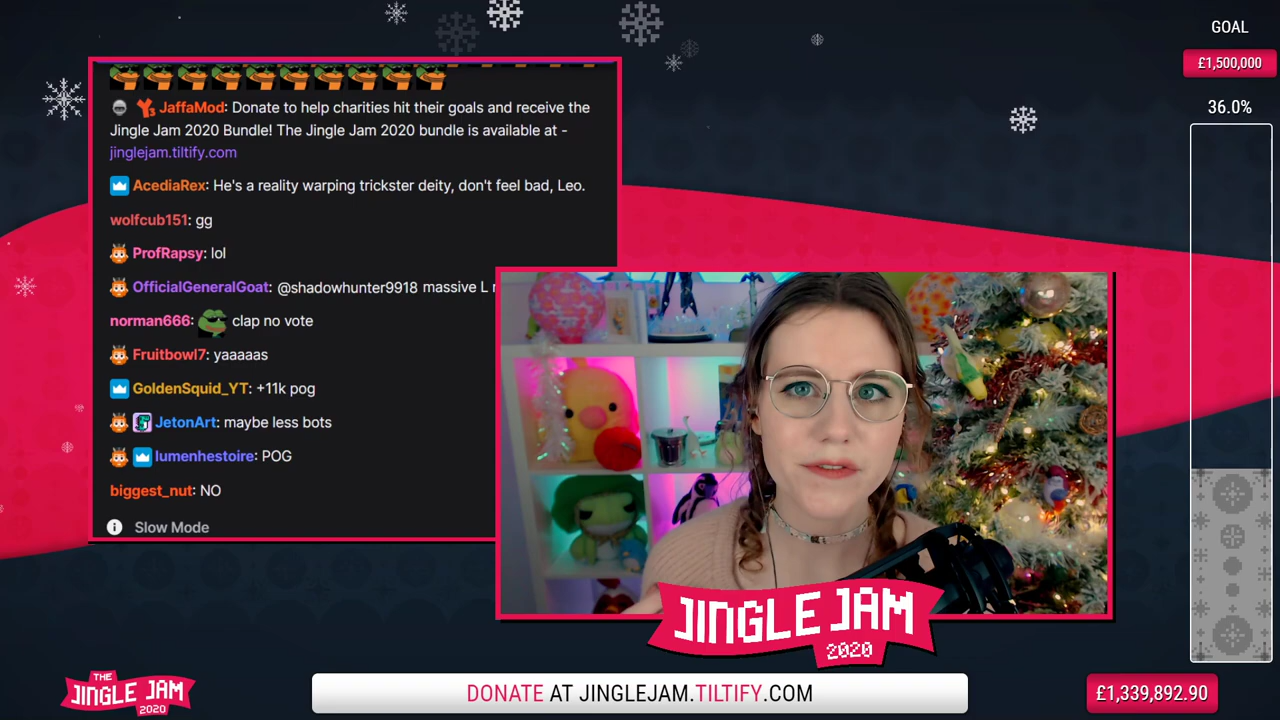 GOAL
£1,500,000
36.0%
JaffaMod: Donate to help charities hit their goals and receive the
Jingle Jam 2020 Bundle! The Jingle Jam 2020 bundle is available at -
jinglejam.tiltify.com
AcediaRex: He's a reality warping trickster deity, don't feel bad, Leo.
wolfcub151: gg
ProfRapsy: lol
OfficialGeneralGoat: @shadowhunter9918 massive L
norman666: clap no vote
Fruitbowl7: yaaaaas
GoldenSquid_YT: +11k pog
JetonArt: maybe less bots
lumenhestoire: POG
biggest_nut: NO
Slow Mode
JINGLE JAM
2020
THE
JINGLE JAM
2020
DONATE AT JINGLEJAM.TILTIFY.COM
£1,339,892.90